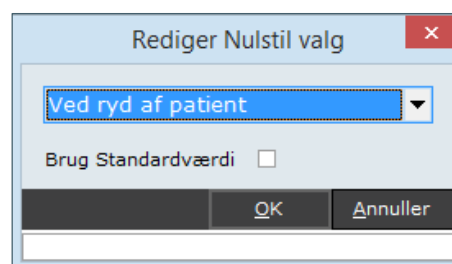 Rediger Nulstil valg
Ved ryd af patient
Brug Standardværdi
OK Annuller